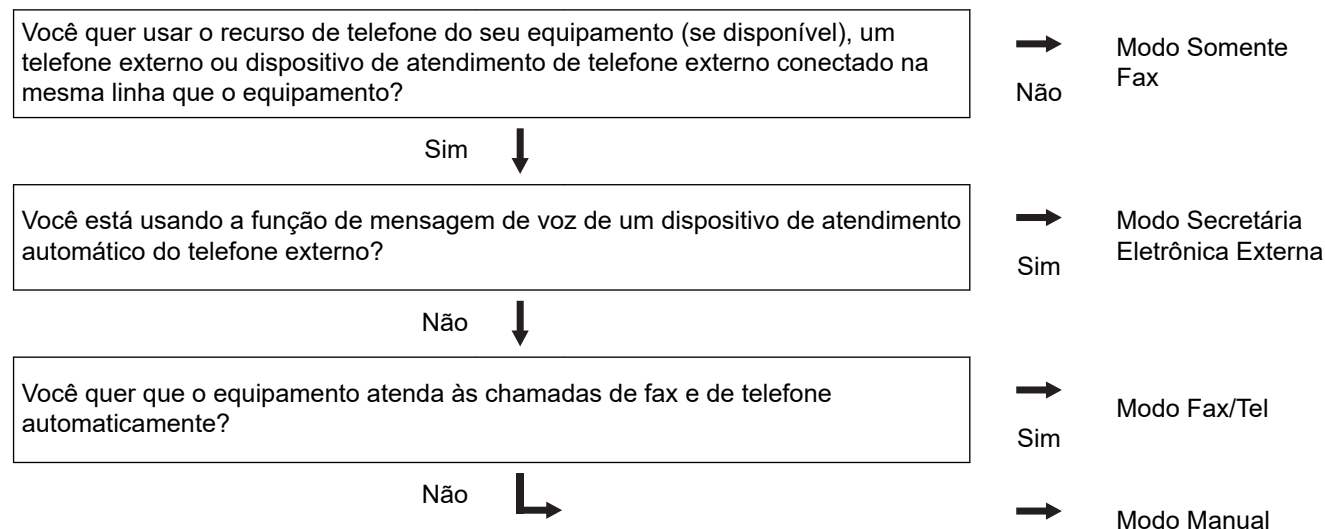 Você quer usar o recurso de telefone do seu equipamento (se disponível), um
telefone externo ou dispositivo de atendimento de telefone externo conectado na
mesma linha que o equipamento?
Não
Modo Somente
Fax
Sim
Você está usando a função de mensagem de voz de um dispositivo de atendimento
automático do telefone externo?
Sim
Modo Secretária
Eletrônica Externa
Não
Você quer que o equipamento atenda às chamadas de fax e de telefone
automaticamente?
Sim
Modo Fax/Tel
Não
Modo Manual